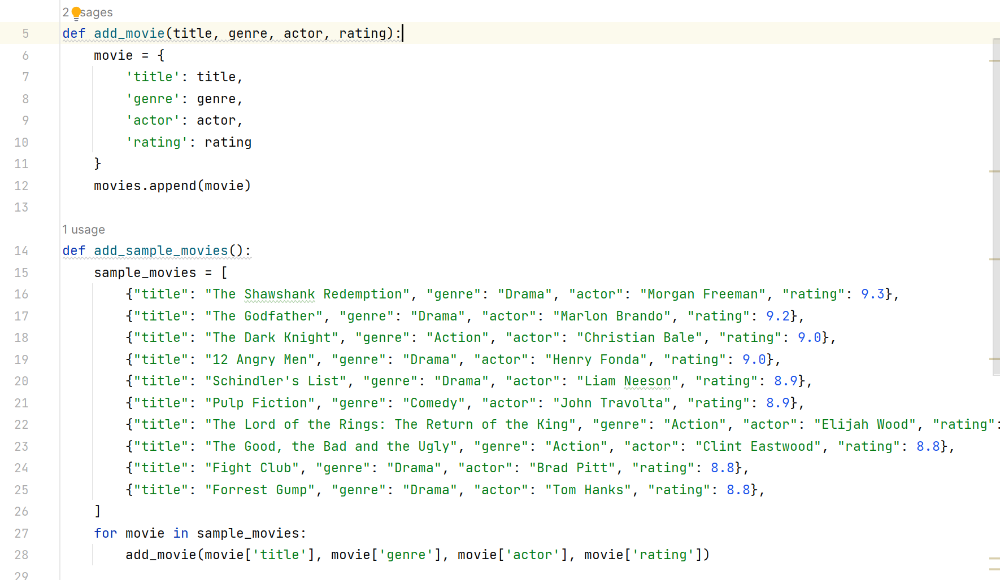 2 usages
5 def add_movie(title, genre, actor, rating):
6 movie = {
7 'title': title,
8 'genre': genre,
9 'actor': actor,
10 'rating': rating
11 }
12 movies.append(movie)
13
1 usage
14 def add_sample_movies():
15 sample_movies = [
16 {"title": "The Shawshank Redemption", "genre": "Drama", "actor": "Morgan Freeman", "rating": 9.3},
17 {"title": "The Godfather", "genre": "Drama", "actor": "Marlon Brando", "rating": 9.2},
18 {"title": "The Dark Knight", "genre": "Action", "actor": "Christian Bale", "rating": 9.0},
19 {"title": "12 Angry Men", "genre": "Drama", "actor": "Henry Fonda", "rating": 9.0},
20 {"title": "Schindler's List", "genre": "Drama", "actor": "Liam Neeson", "rating": 8.9},
21 {"title": "Pulp Fiction", "genre": "Comedy", "actor": "John Travolta", "rating": 8.9},
22 {"title": "The Lord of the Rings: The Return of the King", "genre": "Action", "actor": "Elijah Wood", "rating":
23 {"title": "The Good, the Bad and the Ugly", "genre": "Action", "actor": "Clint Eastwood", "rating": 8.8},
24 {"title": "Fight Club", "genre": "Drama", "actor": "Brad Pitt", "rating": 8.8},
25 {"title": "Forrest Gump", "genre": "Drama", "actor": "Tom Hanks", "rating": 8.8},
26 ]
27 for movie in sample_movies:
28 add_movie(movie['title'], movie['genre'], movie['actor'], movie['rating'])
29